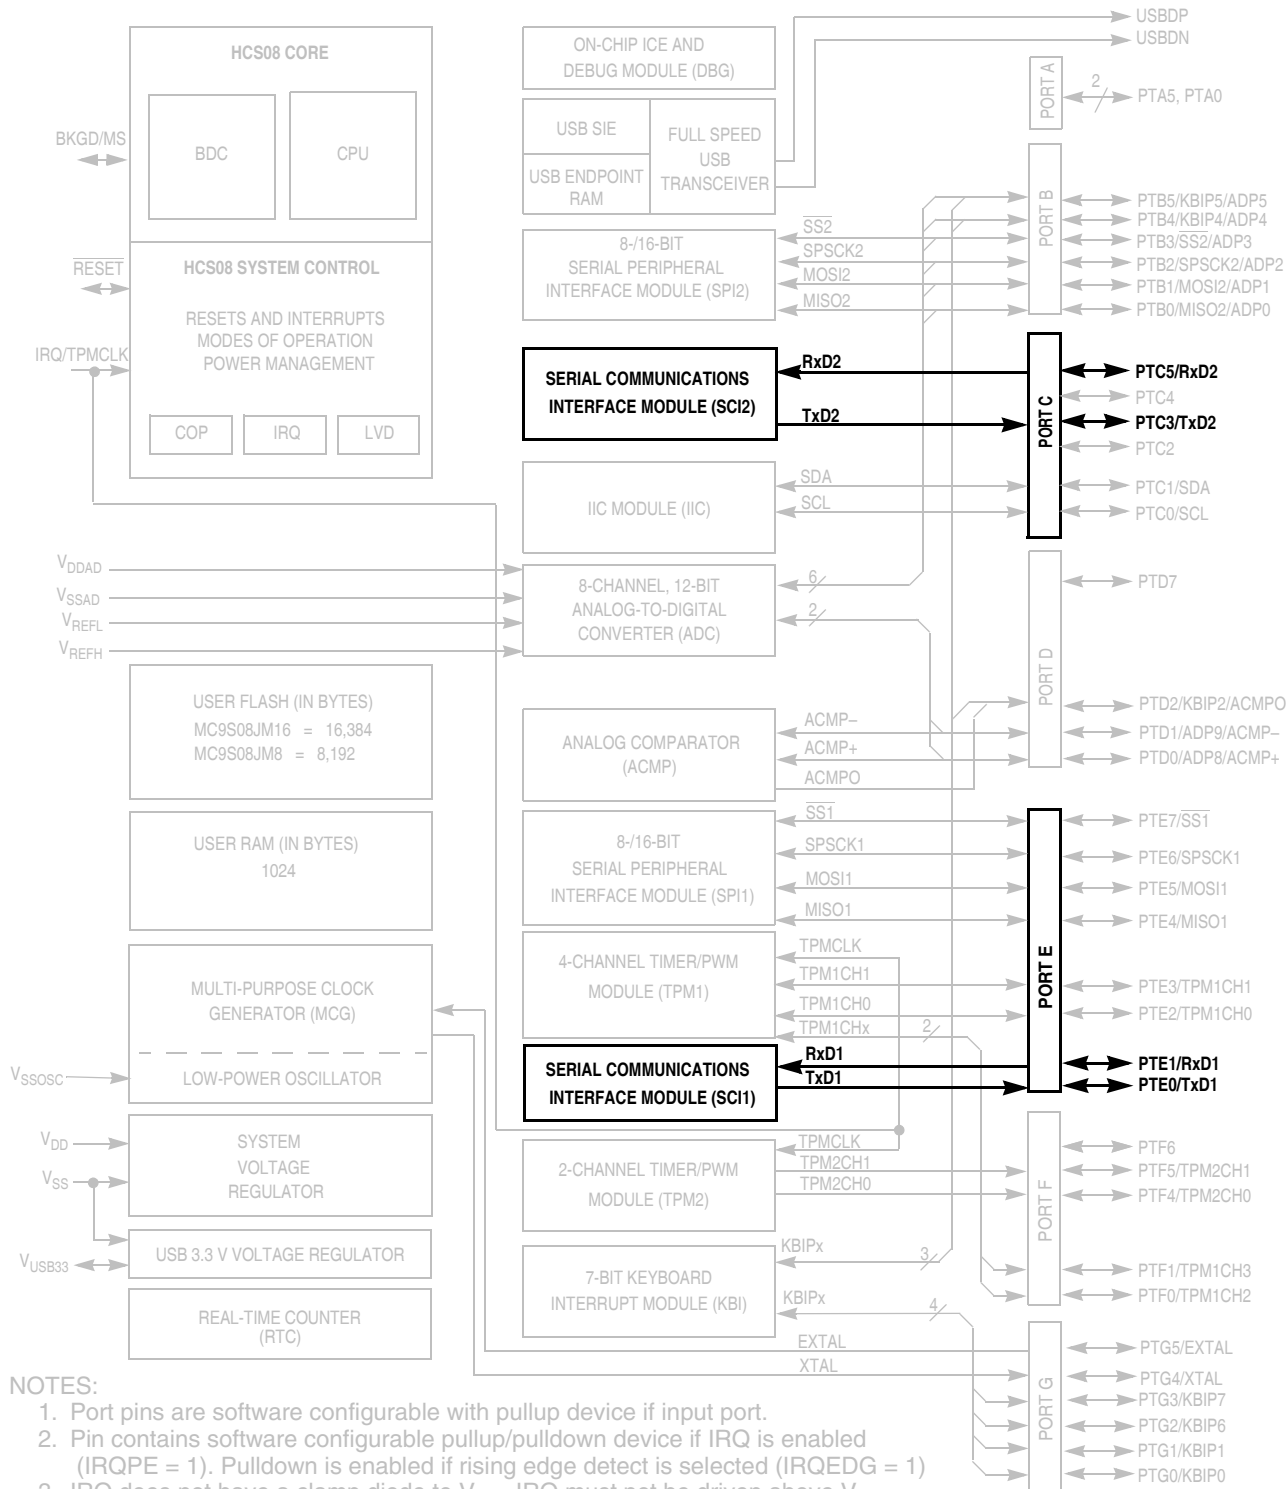 HCS08 CORE
BDC
CPU
BKGD/MS
RESET
HCS08 SYSTEM CONTROL
RESETS AND INTERRUPTS
MODES OF OPERATION
POWER MANAGEMENT
IRQ/TPMCLK
COP
IRQ
LVD
VDDAD
VSSAD
VREFL
VREFH
USER FLASH (IN BYTES)
MC9S08JM16 = 16,384
MC9S08JM8 = 8,192
USER RAM (IN BYTES)
1024
MULTI-PURPOSE CLOCK
GENERATOR (MCG)
LOW-POWER OSCILLATOR
VSSOSC
VDD
VSS
SYSTEM
VOLTAGE
REGULATOR
VUSB33
USB 3.3 V VOLTAGE REGULATOR
REAL-TIME COUNTER
(RTC)
ON-CHIP ICE AND
DEBUG MODULE (DBG)
USB SIE
USB ENDPOINT
RAM
FULL SPEED
USB
TRANSCEIVER
8-/16-BIT
SERIAL PERIPHERAL
INTERFACE MODULE (SPI2)
SS2
SPSCK2
MOSI2
MISO2
SERIAL COMMUNICATIONS
INTERFACE MODULE (SCI2)
RxD2
TxD2
IIC MODULE (IIC)
SDA
SCL
8-CHANNEL, 12-BIT
ANALOG-TO-DIGITAL
CONVERTER (ADC)
6
2
ANALOG COMPARATOR
(ACMP)
ACMP–
ACMP+
ACMPO
8-/16-BIT
SERIAL PERIPHERAL
INTERFACE MODULE (SPI1)
SS1
SPSCK1
MOSI1
MISO1
4-CHANNEL TIMER/PWM
MODULE (TPM1)
TPMCLK
TPM1CH1
TPM1CH0
TPM1CHx
2
SERIAL COMMUNICATIONS
INTERFACE MODULE (SCI1)
RxD1
TxD1
2-CHANNEL TIMER/PWM
MODULE (TPM2)
TPMCLK
TPM2CH1
TPM2CH0
7-BIT KEYBOARD
INTERRUPT MODULE (KBI)
KBIPx
3
KBIPx
4
EXTAL
XTAL
USBDP
USBDN
PORT A
2
PTA5, PTA0
PORT B
PTB5/KBIP5/ADP5
PTB4/KBIP4/ADP4
PTB3/SS2/ADP3
PTB2/SPSCK2/ADP2
PTB1/MOSI2/ADP1
PTB0/MISO2/ADP0
PORT C
PTC5/RxD2
PTC4
PTC3/TxD2
PTC2
PTC1/SDA
PTC0/SCL
PORT D
PTD7
PTD2/KBIP2/ACMPO
PTD1/ADP9/ACMP–
PTD0/ADP8/ACMP+
PORT E
PTE7/SS1
PTE6/SPSCK1
PTE5/MOSI1
PTE4/MISO1
PTE3/TPM1CH1
PTE2/TPM1CH0
PTE1/RxD1
PTE0/TxD1
PORT F
PTF6
PTF5/TPM2CH1
PTF4/TPM2CH0
PTF1/TPM1CH3
PTF0/TPM1CH2
PORT G
PTG5/EXTAL
PTG4/XTAL
PTG3/KBIP7
PTG2/KBIP6
PTG1/KBIP1
PTG0/KBIP0
NOTES:
1. Port pins are software configurable with pullup device if input port.
2. Pin contains software configurable pullup/pulldown device if IRQ is enabled
(IRQPE = 1). Pulldown is enabled if rising edge detect is selected (IRQEDG = 1)
3. IRQ does not have a clamp diode to V IRQ must not be driven above V